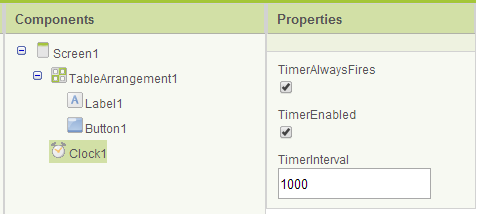 Components
Screen1
TableArrangement1
Label1
Button1
Clock1
Properties
TimerAlwaysFires
TimerEnabled
TimerInterval
1000